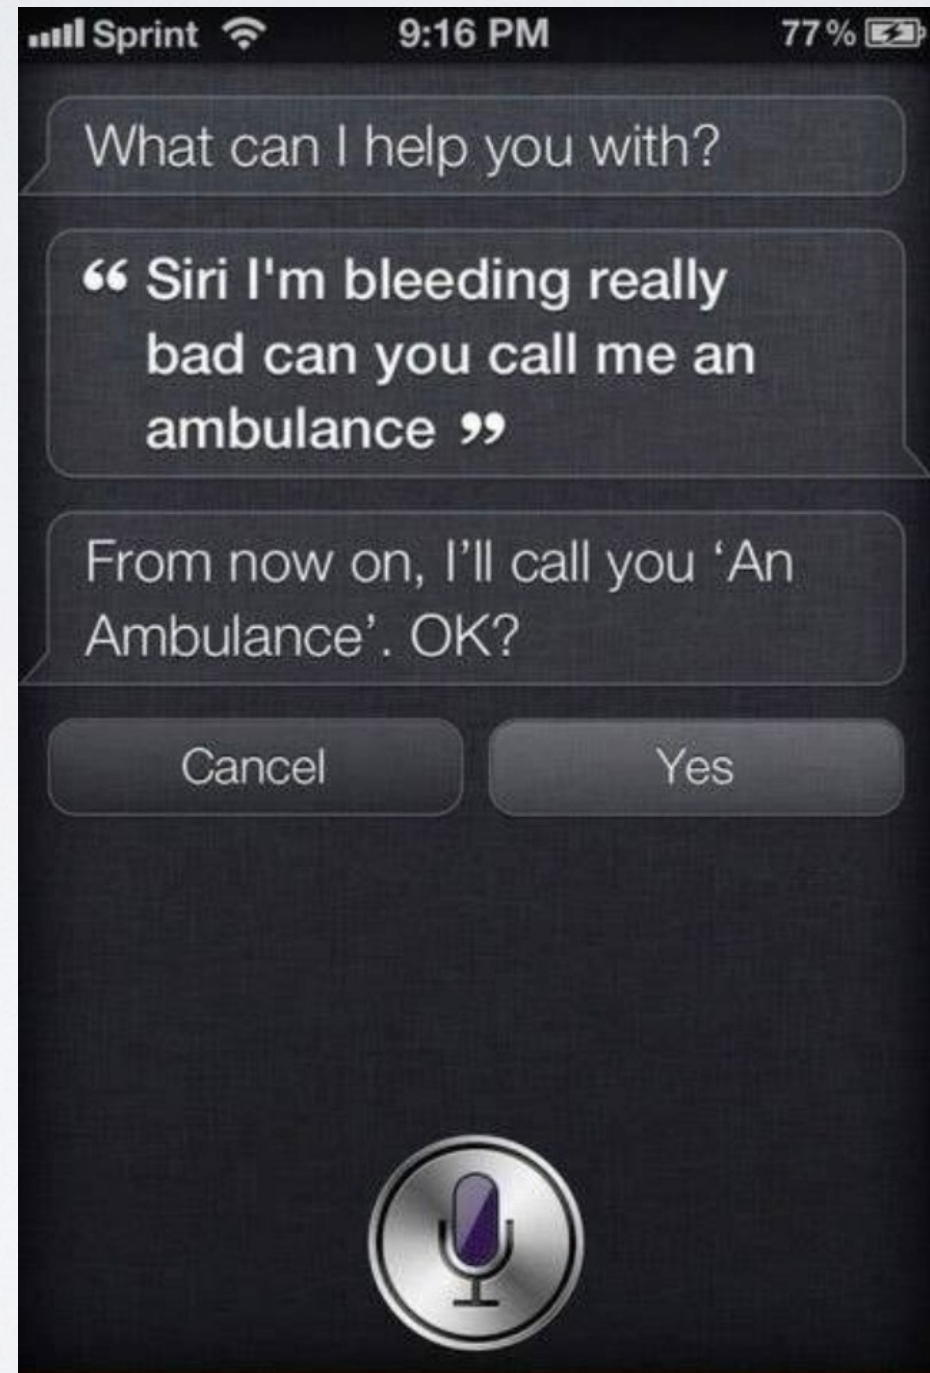 Sprint 9:16 PM 77%
What can I help you with?
“ Siri I'm bleeding really
bad can you call me an
ambulance ”
From now on, I’ll call you ‘An
Ambulance’. OK?
Cancel Yes